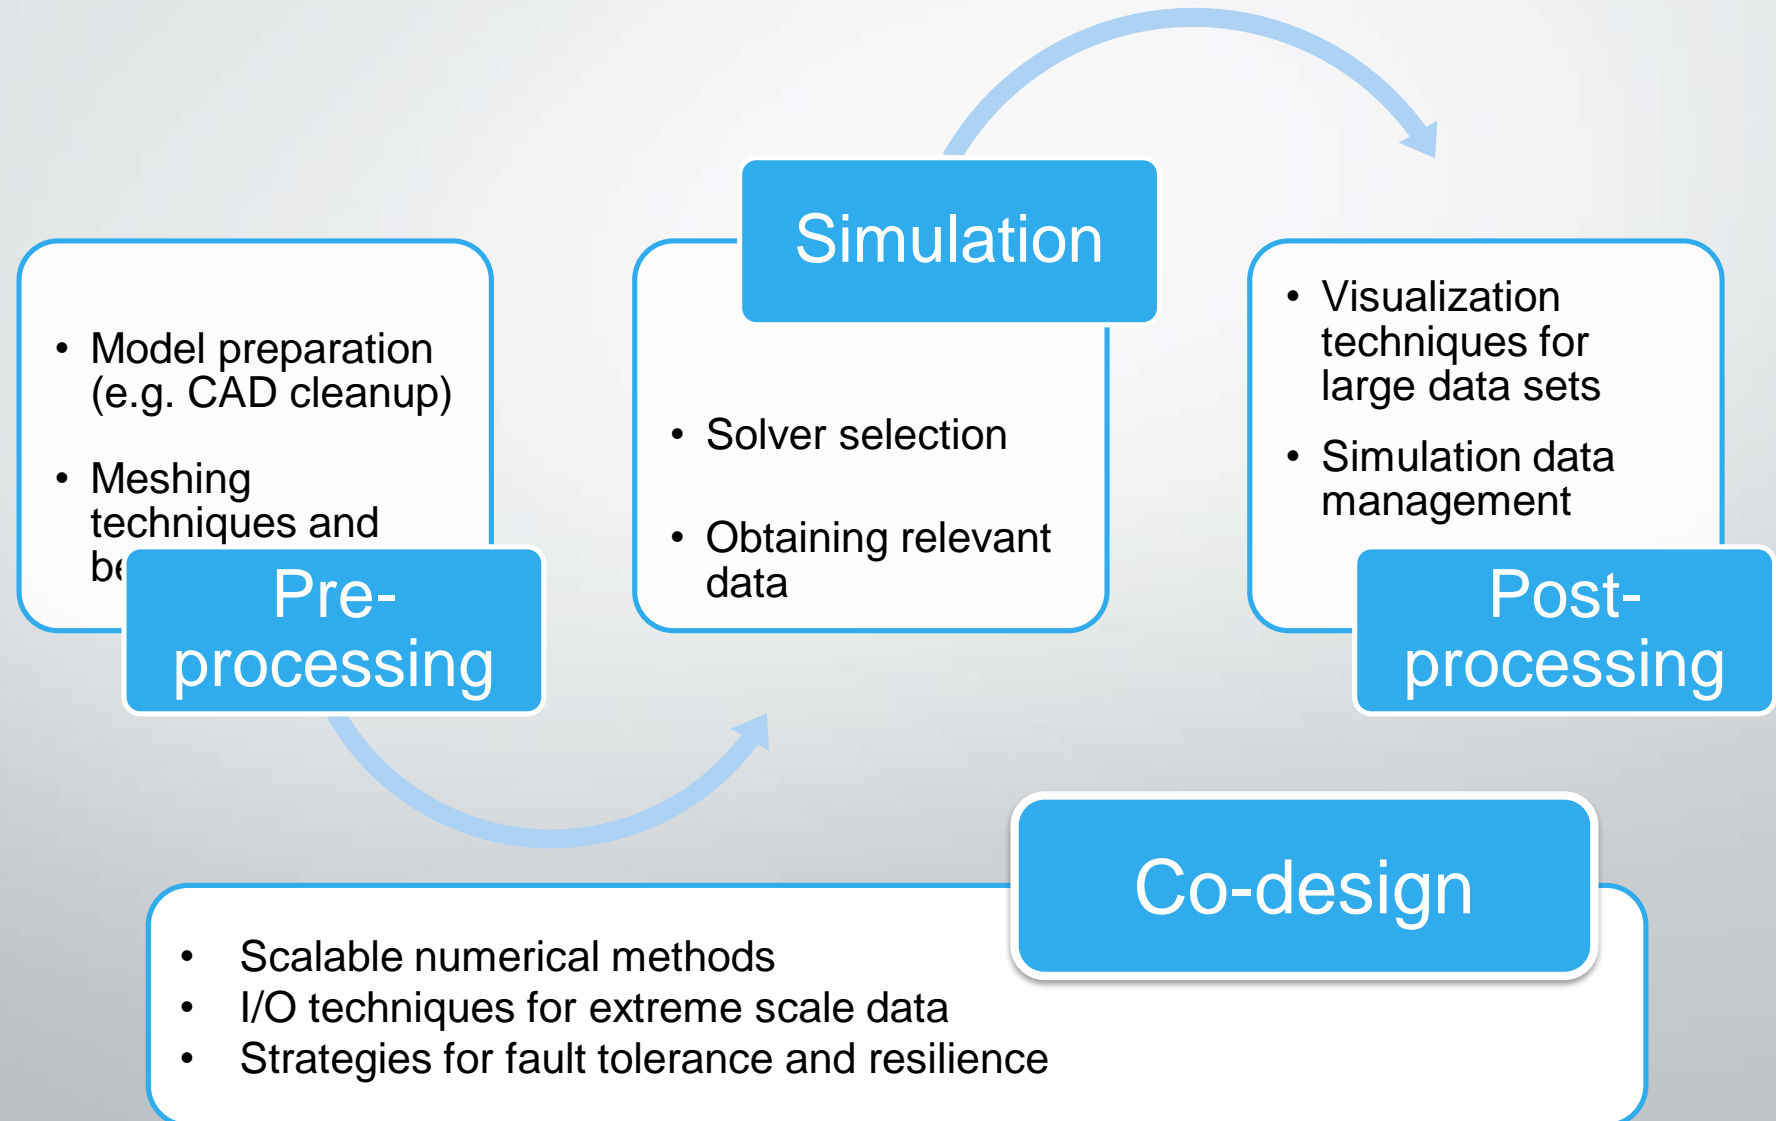 • Model preparation
(e.g. CAD cleanup)
• Meshing
techniques and
Pre-
processing
Simulation
• Solver selection
• Obtaining relevant
data
• Visualization
techniques for
large data sets
• Simulation data
management
Post-
processing
Co-design
• Scalable numerical methods
• I/O techniques for extreme scale data
• Strategies for fault tolerance and resilience